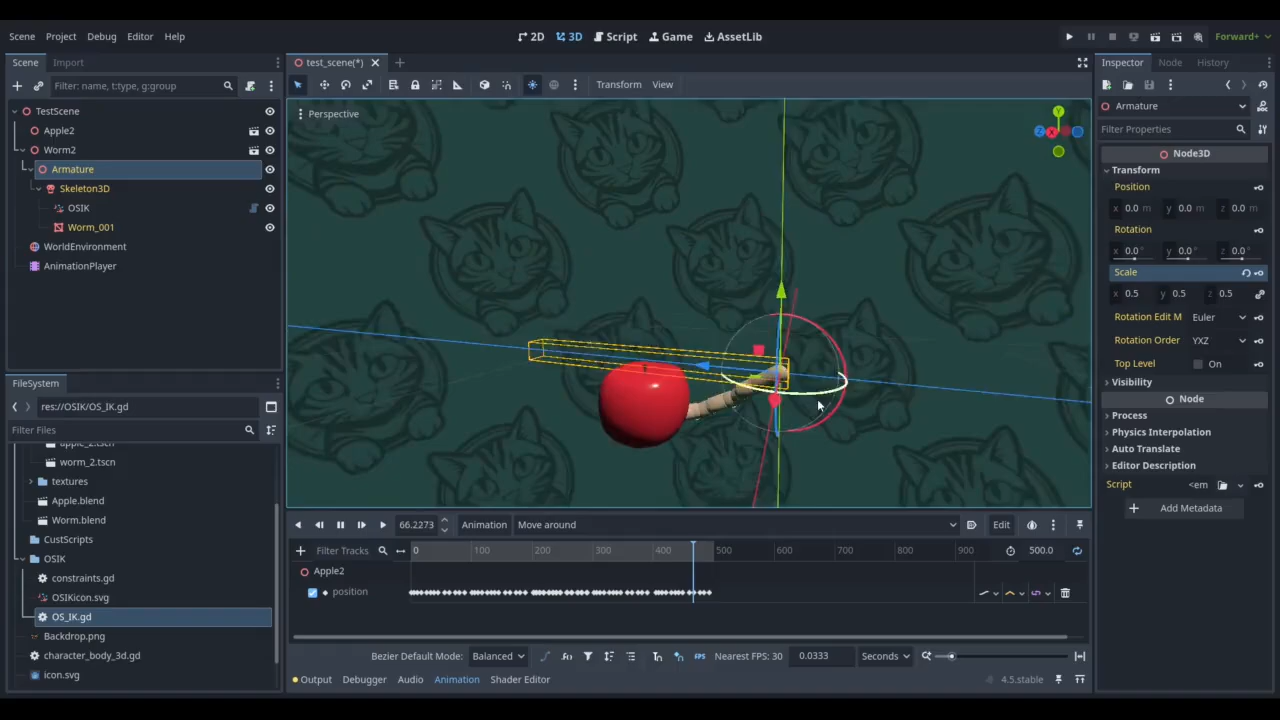 Scene Project Debug Editor Help 2D 3D Script Game AssetLib Forward+
Scene Import test_scene(*) Inspector Node History
Filter: name, t:type, g:group Transform View
TestScene
Apple2
Worm2
Armature
Skeleton3D
OSIK
Worm_001
WorldEnvironment
AnimationPlayer
FileSystem
res://OSIK/OS_IK.gd
Filter Files
apple_2.tscn
worm_2.tscn
textures
Apple.blend
Worm.blend
CustScripts
OSIK
constraints.gd
OSIKicon.svg
OS_IK.gd
Backdrop.png
character_body_3d.gd
icon.svg
Perspective
Y
Z
X
66.2273 Animation Move around Edit
Filter Tracks 0 100 200 300 400 500 600 700 800 900 500.0
Apple2
position
Bezier Default Mode: Balanced FPS Nearest FPS: 30 0.0333 Seconds
Output Debugger Audio Animation Shader Editor 4.5.stable
Armature
Filter Properties
Node3D
Transform
Position
x 0.0 m y 0.0 m z 0.0 m
Rotation
x 0.0° y 0.0° z 0.0°
Scale
x 0.5 y 0.5 z 0.5
Rotation Edit M Euler
Rotation Order YXZ
Top Level On
Visibility
Node
Process
Physics Interpolation
Auto Translate
Editor Description
Script <em
Add Metadata